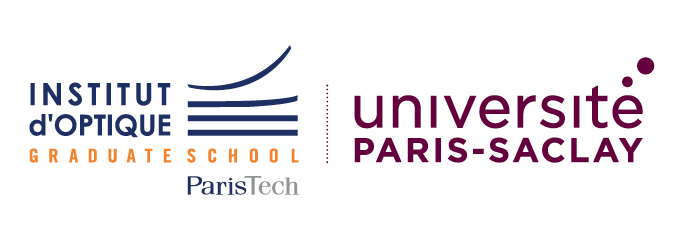 INSTITUT
d'OPTIQUE
GRADUATE SCHOOL
ParisTech
université
PARIS-SACLAY